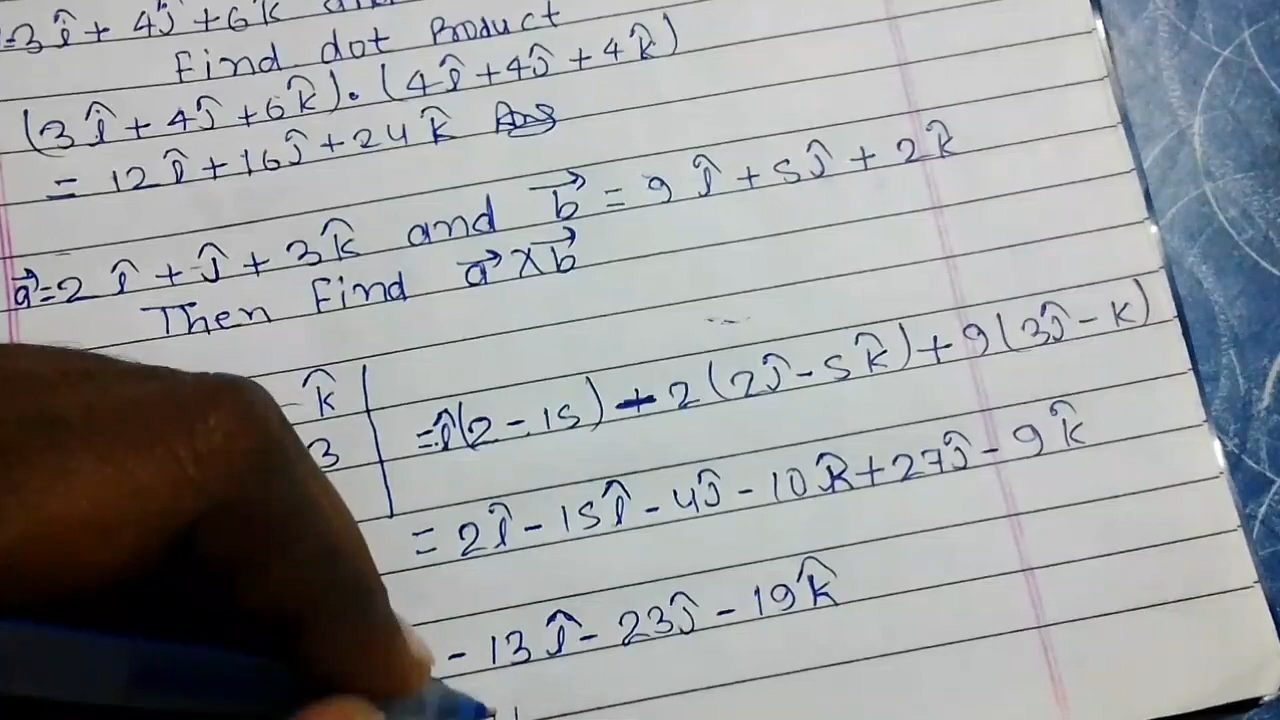 =3î + 4ĵ + 6k̂
Find dot Product
(3î + 4ĵ + 6k̂) . (4î + 4ĵ + 4k̂)
= 12î + 16ĵ + 24k̂ Ans
a⃗ = 2î + ĵ + 3k̂ and b⃗ = 9î + 5ĵ + 2k̂
Then Find a⃗ × b⃗
k̂
3
= î(2 - 15) + 2(2ĵ - 5k̂) + 9(3ĵ - k)
= 2î - 15î - 4ĵ - 10k̂ + 27ĵ - 9k̂
- 13î - 23ĵ - 19k̂